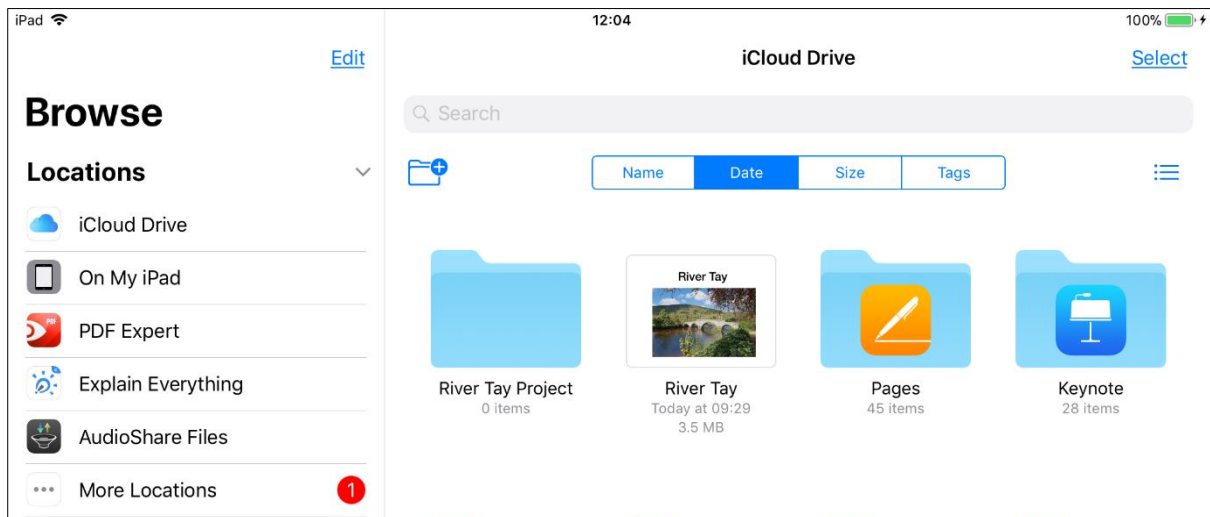 iPad
12:04
100%
Edit
iCloud Drive
Select
Browse
Search
Locations
Name Date Size Tags
iCloud Drive
On My iPad
PDF Expert
Explain Everything
AudioShare Files
More Locations
1
River Tay
River Tay Project
0 items
River Tay
Today at 09:29
3.5 MB
Pages
45 items
Keynote
28 items